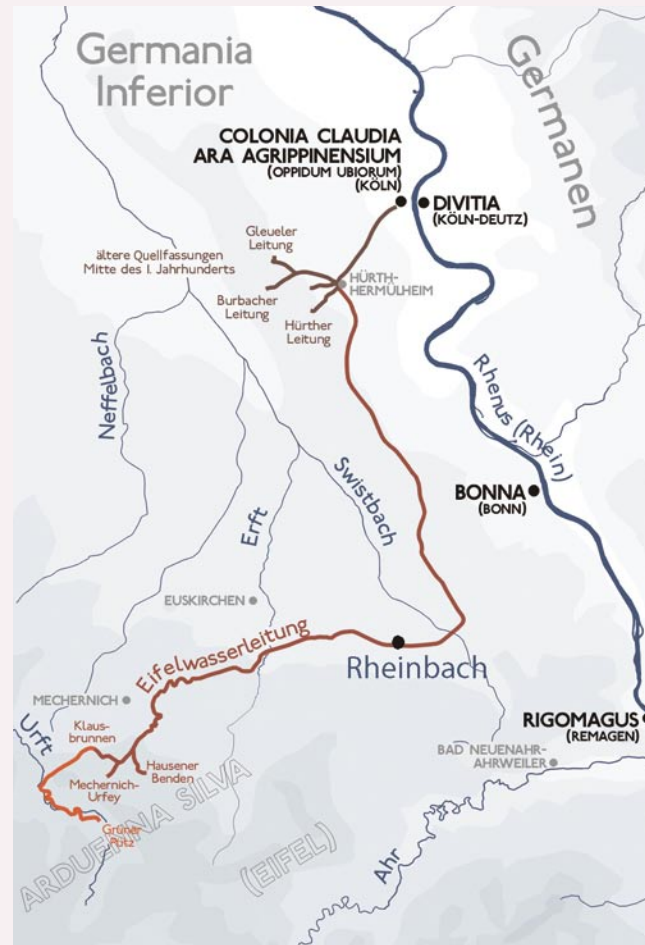 Germania
Inferior
Germanen
COLONIA CLAUDIA
ARA AGRIPPINENSIUM
(OPPIDUM UBIORUM)
(KÖLN)
DIVITIA
(KÖLN-DEUTZ)
Gleueler
Leitung
ältere Quellfassungen
Mitte des 1. Jahrhunderts
HÜRTH-
HERMÜLHEIM
Burbacher
Leitung
Hürther
Leitung
Neffelbach
Rhenus (Rhein)
Swistbach
Erft
BONNA
(BONN)
EUSKIRCHEN
Eifelwasserleitung
Rheinbach
MECHERNICH
Klaus-
brunnen
Urft
RIGOMAGUS
(REMAGEN)
Hausener
Benden
BAD NEUENAHR-
AHRWEILER
Mechernich-
Urfey
Grüner
Pütz
ARDUENNA SILVA
(EIFEL)
Ahr